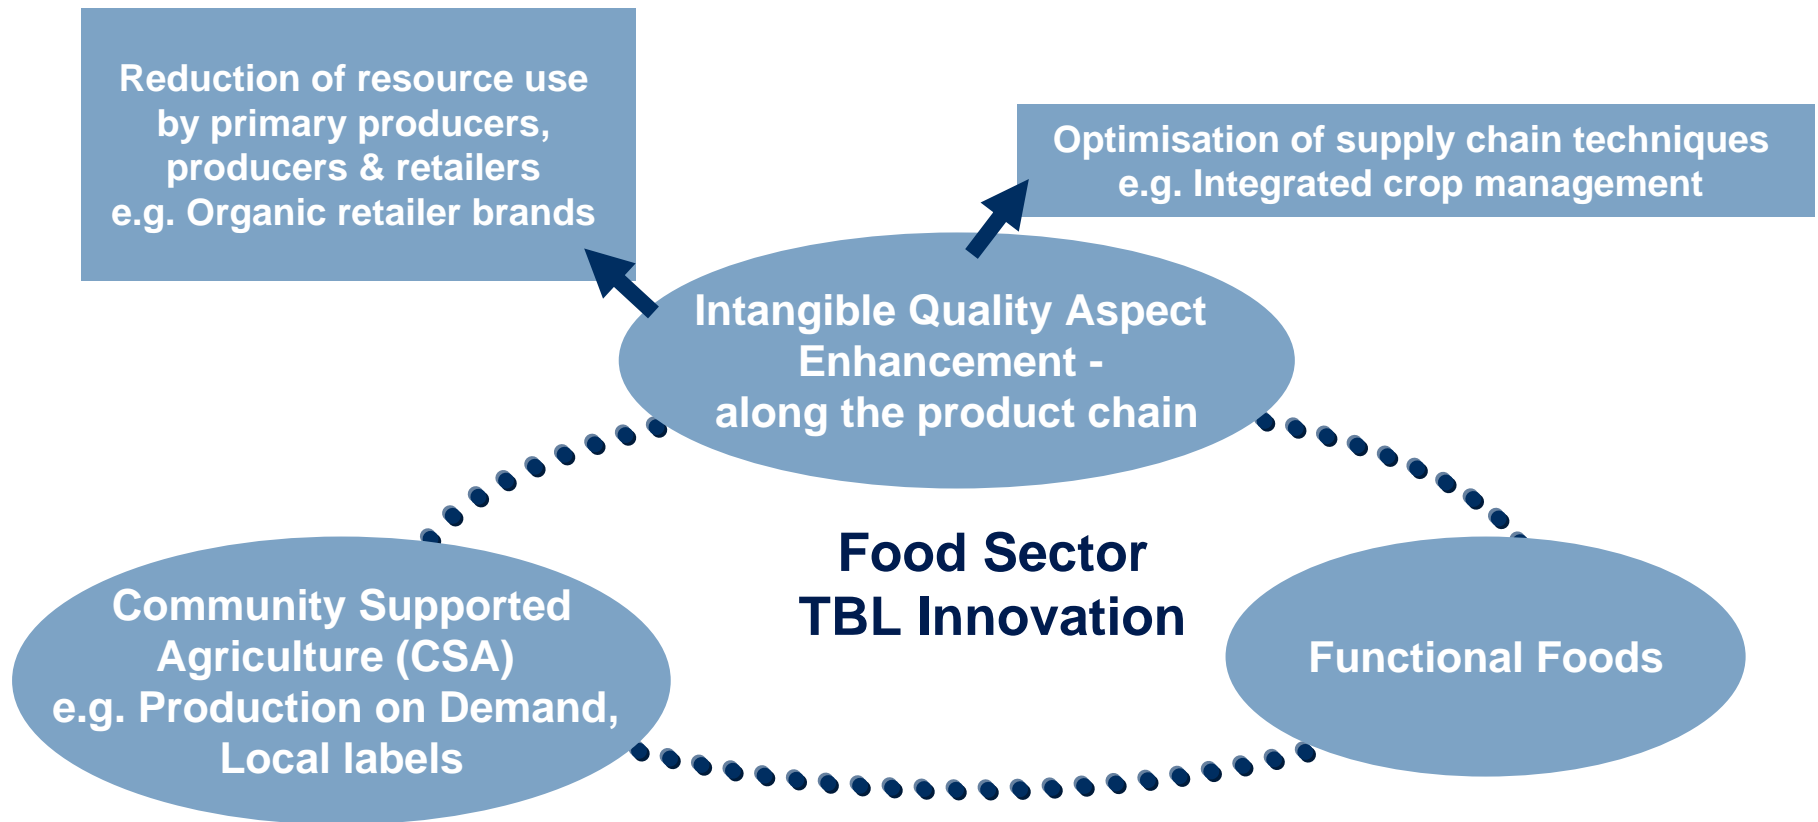 Reduction of resource use
by primary producers,
producers & retailers
e.g. Organic retailer brands
Optimisation of supply chain techniques
e.g. Integrated crop management
Intangible Quality Aspect
Enhancement -
along the product chain
Food Sector
TBL Innovation
Community Supported
Agriculture (CSA)
e.g. Production on Demand,
Local labels
Functional Foods